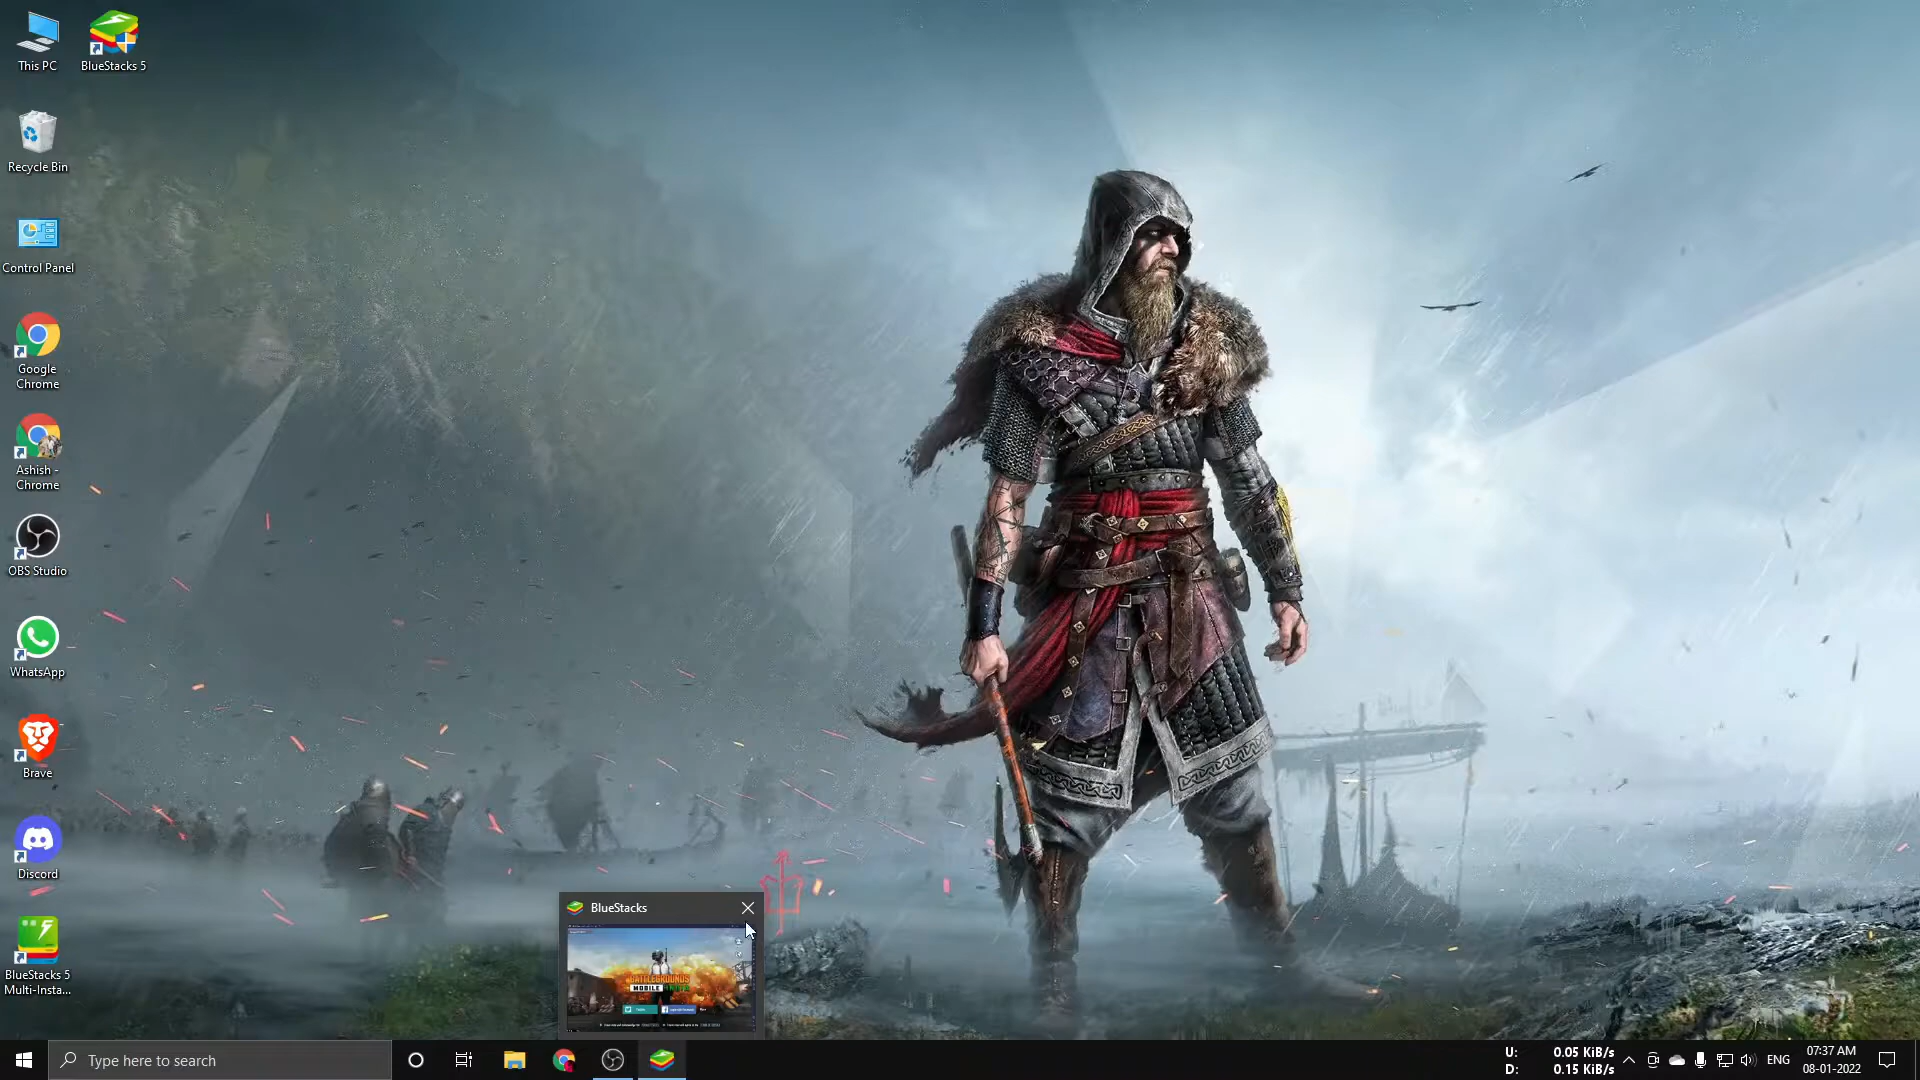 This PC
BlueStacks 5
Recycle Bin
Control Panel
Google
Chrome
Ashish -
Chrome
OBS Studio
WhatsApp
Brave
Discord
BlueStacks 5
Multi-Insta...
BlueStacks
BATTLEGROUNDS
MOBILE
Type here to search
U: 0.05 KiB/s
D: 0.15 KiB/s
ENG
07:37 AM
08-01-2022